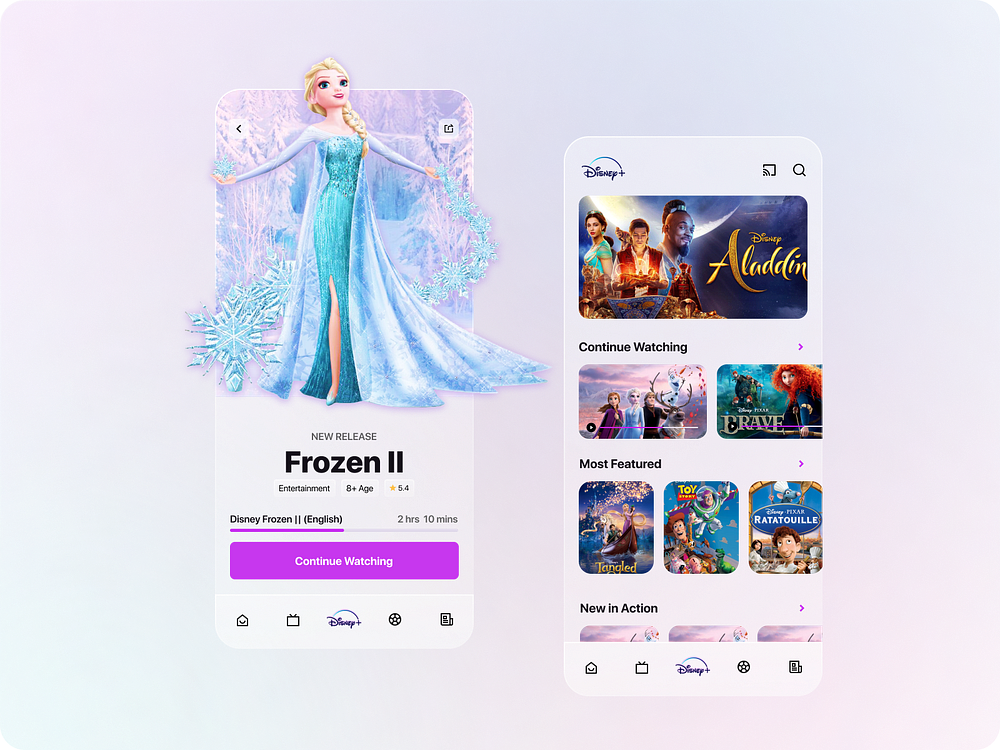 NEW RELEASE
Frozen II
Entertainment
8+ Age
5.4
Disney Frozen || (English)
2 hrs 10 mins
Continue Watching
Disney+
Disney+
Disney
Aladdin
Continue Watching
>
Disney PIXAR
BRAVE
Most Featured
>
Tangled
TOY
STORY
Disney PIXAR
RATATOUILLE
New in Action
>
Disney+